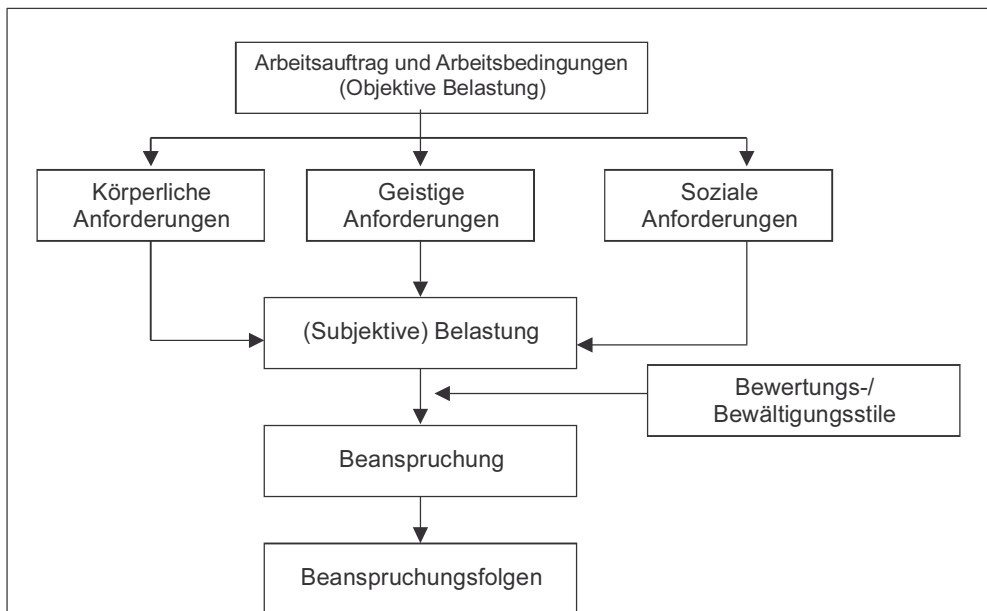 Arbeitsauftrag und Arbeitsbedingungen
(Objektive Belastung)
Körperliche
Anforderungen
Geistige
Anforderungen
Soziale
Anforderungen
(Subjektive) Belastung
Bewertungs-/
Bewältigungsstile
Beanspruchung
Beanspruchungsfolgen